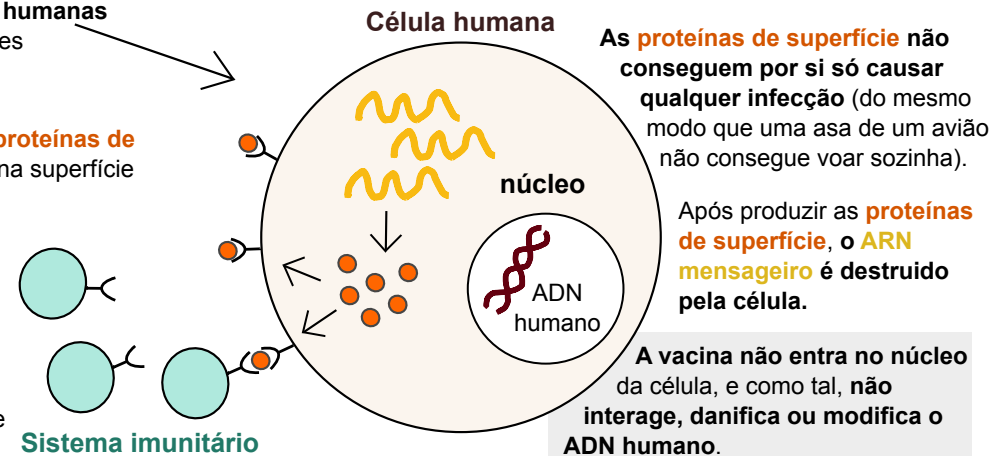 humanas
es
proteínas de
na superfície
e
Sistema imunitário
Célula humana
núcleo
ADN
humano
As proteínas de superfície não
conseguem por si só causar
qualquer infecção (do mesmo
modo que uma asa de um avião
não consegue voar sozinha).
Após produzir as proteínas
de superfície, o ARN
mensageiro é destruido
pela célula.
A vacina não entra no núcleo
da célula, e como tal, não
interage, danifica ou modifica o
ADN humano.